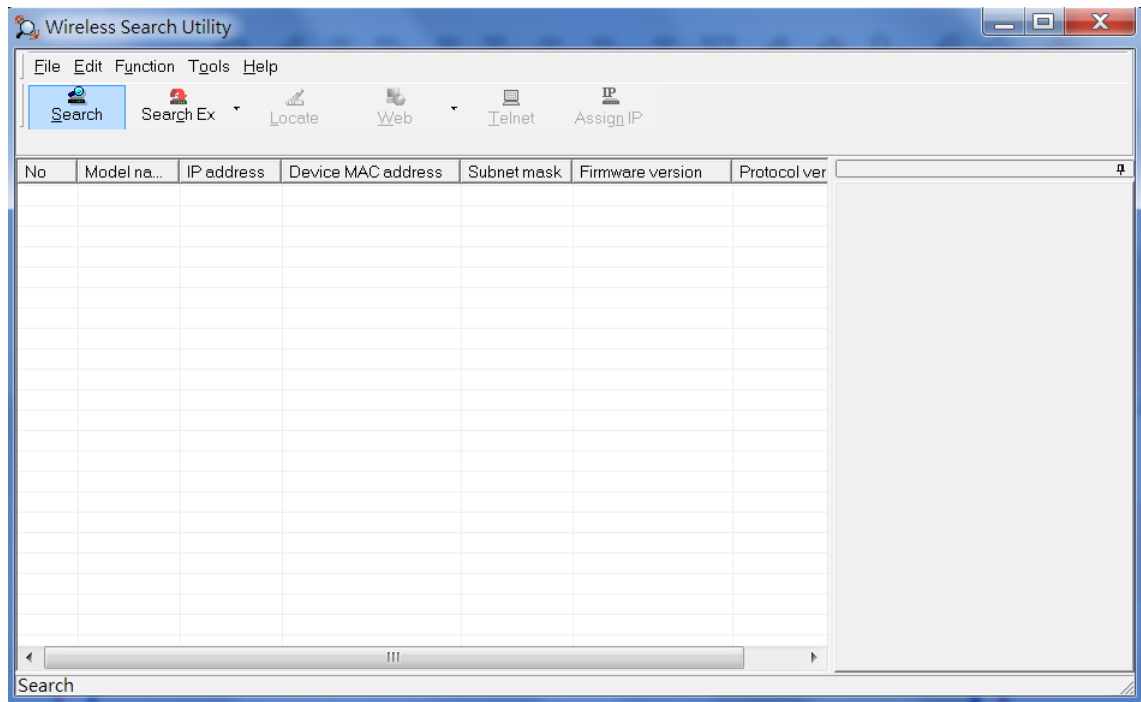 Wireless Search Utility
File Edit Function Tools Help
Search Search Ex Locate Web Telnet Assign IP
No Model na... IP address Device MAC address Subnet mask Firmware version Protocol ver
Search